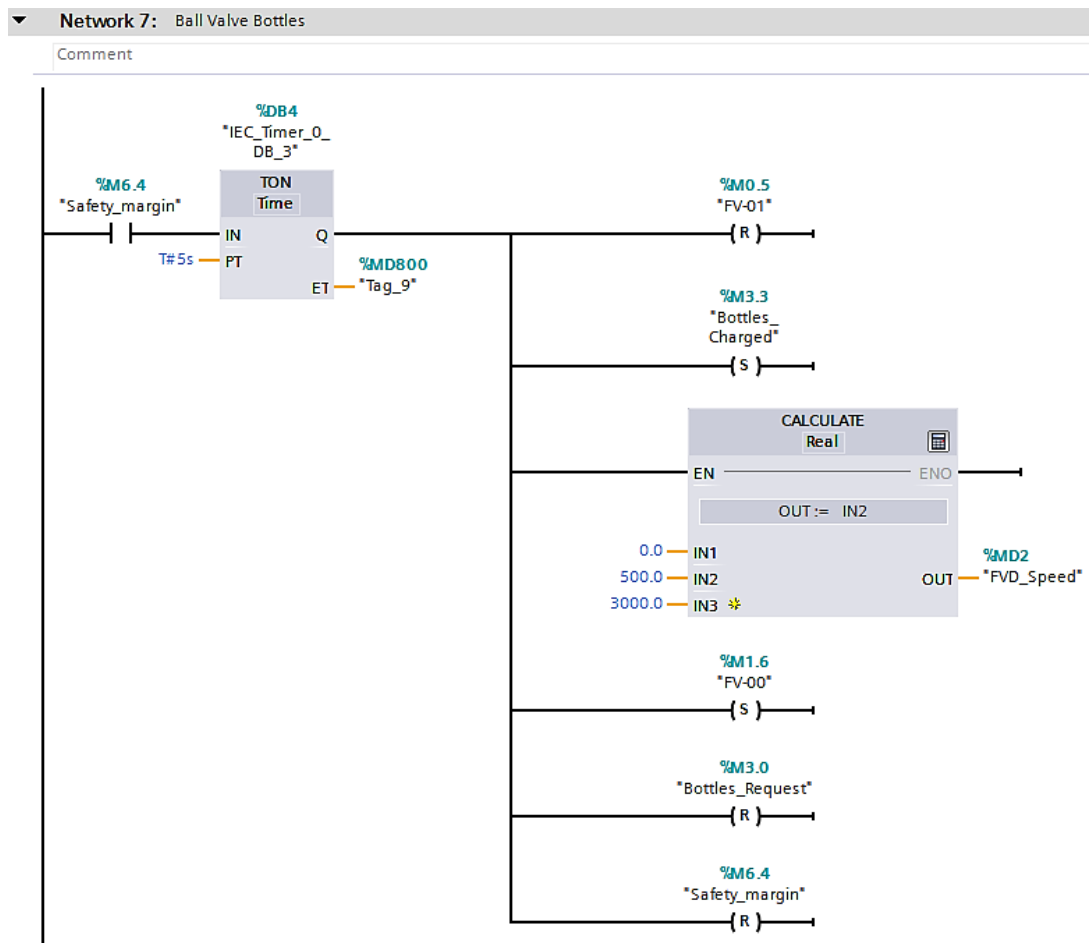 Network 7: Ball Valve Bottles
Comment
%DB4
"IEC_Timer_0_
DB_3"
%M6.4
"Safety_margin"
TON
Time
IN
Q
T#5s
PT
%MD800
ET
"Tag_9"
%M0.5
"FV-01"
R
%M3.3
"Bottles_
Charged"
S
CALCULATE
Real
EN
ENO
OUT := IN2
0.0
IN1
500.0
IN2
3000.0
IN3
%MD2
OUT
"FVD_Speed"
%M1.6
"FV-00"
S
%M3.0
"Bottles_Request"
R
%M6.4
"Safety_margin"
R